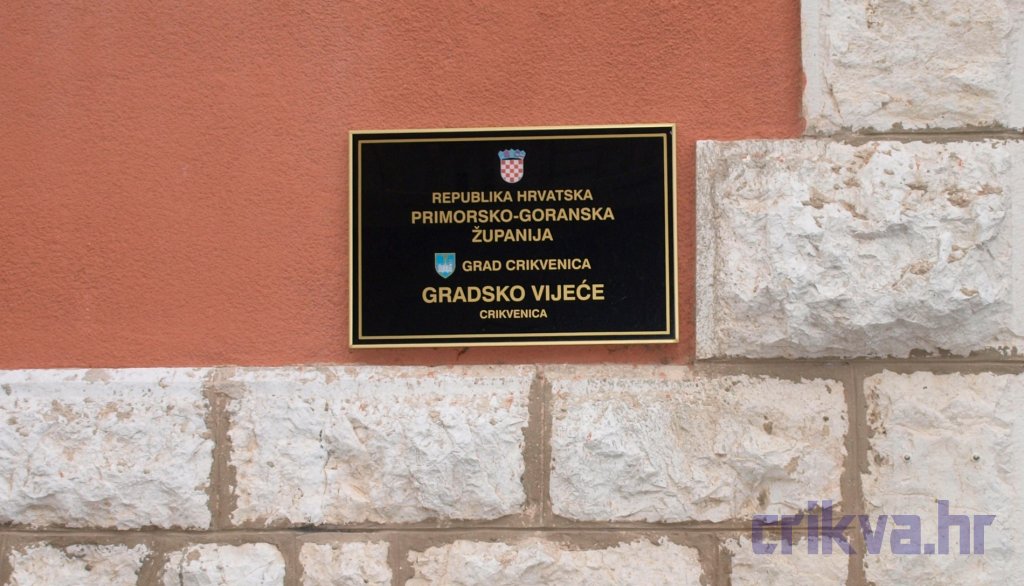 REPUBLIKA HRVATSKA
PRIMORSKO-GORANSKA
ŽUPANIJA
GRAD CRIKVENICA
GRADSKO VIJEĆE
CRIKVENICA
crikva.hr